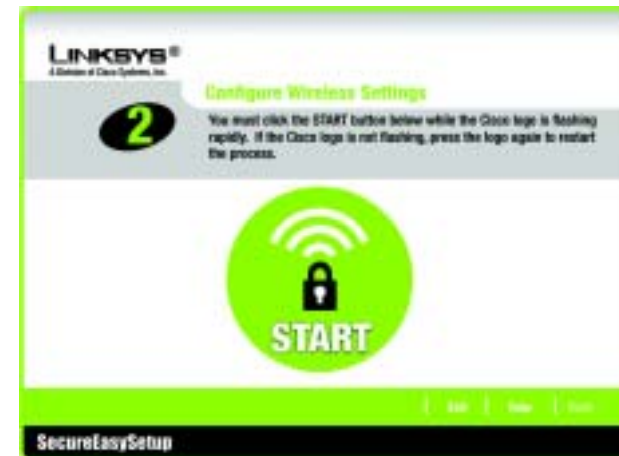 LINKSYS®
A Division of Cisco Systems, Inc.
2
Configure Wireless Settings
You must click the START button below while the Cisco logo is flashing
rapidly. If the Cisco logo is not flashing, press the logo again to restart
the process.
START
SecureEasySetup